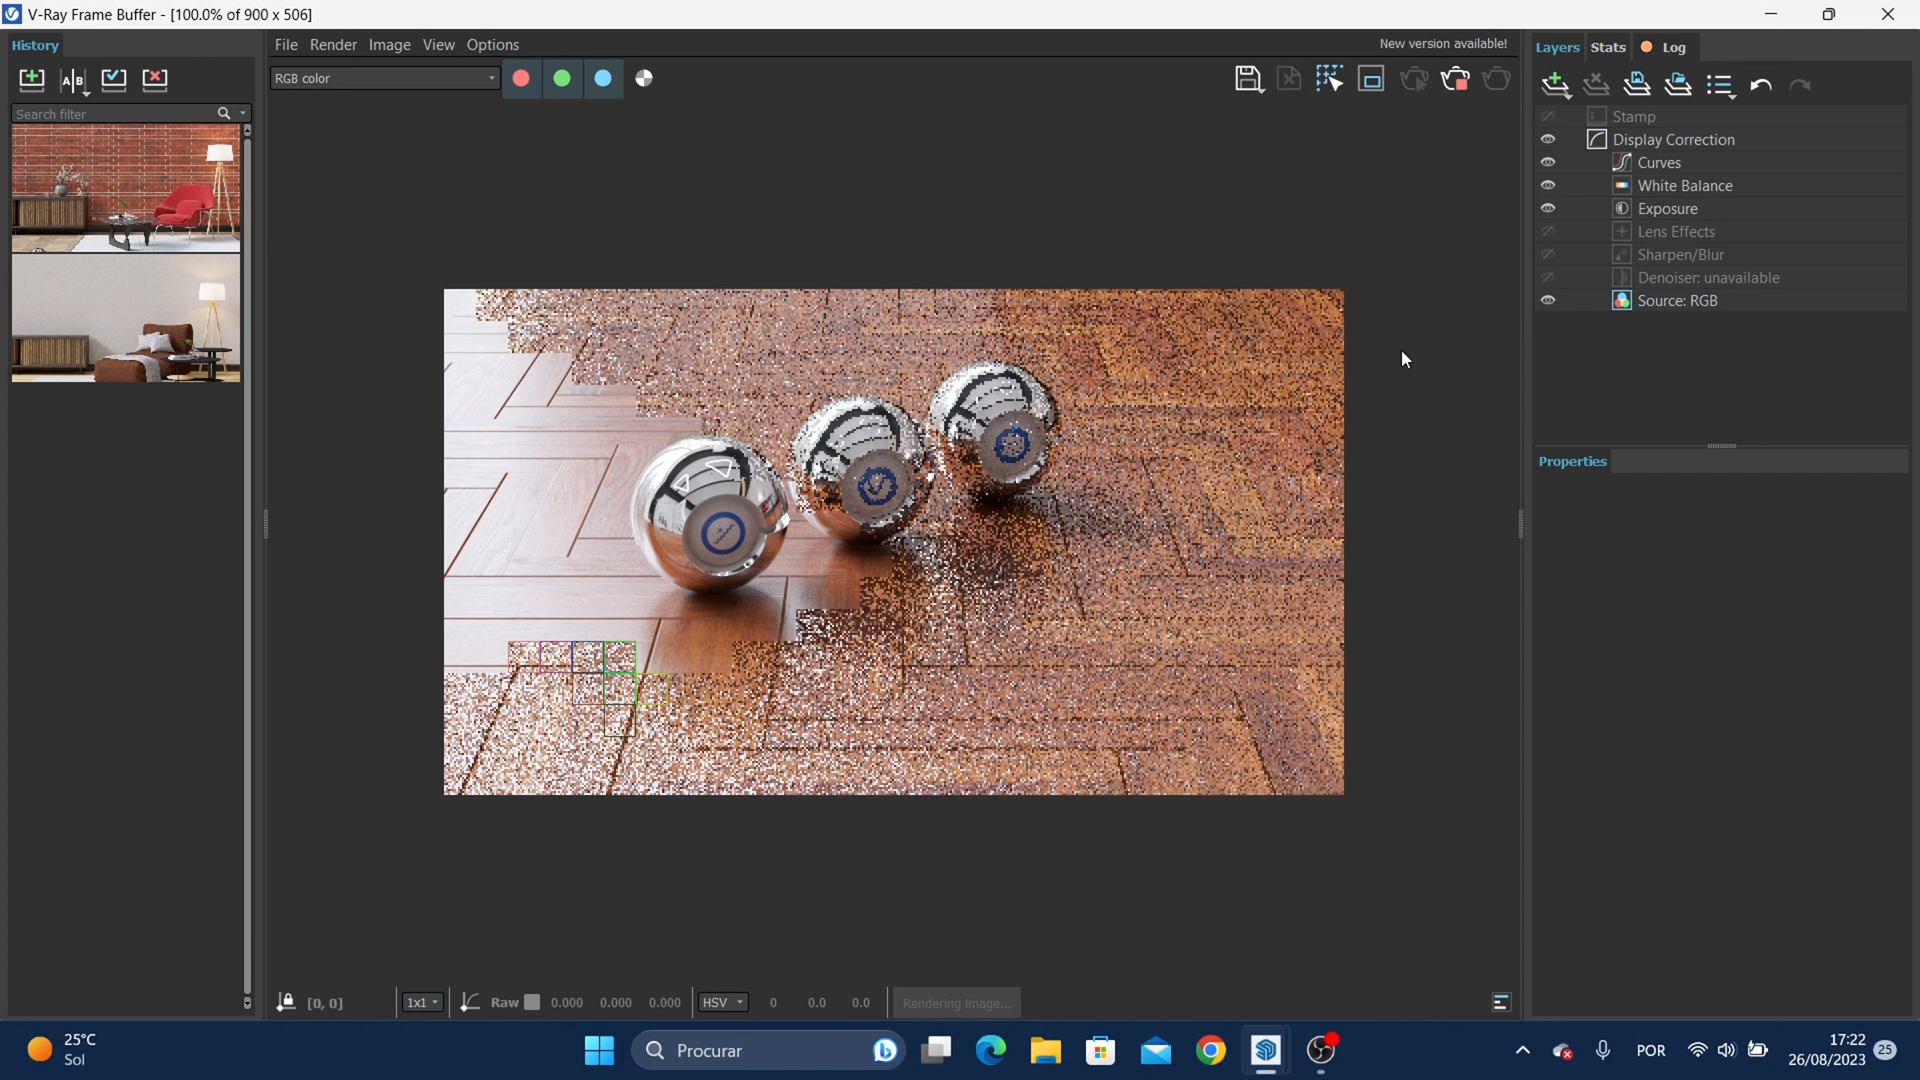 V-Ray Frame Buffer - [100.0% of 900 x 506]
History
File Render Image View Options
New version available!
Layers Stats Log
RGB color
A|B
Search filter
Stamp
Display Correction
Curves
White Balance
Exposure
Lens Effects
Sharpen/Blur
Denoiser: unavailable
Source: RGB
Properties
[0, 0]
1x1
Raw
0.000 0.000 0.000
HSV
0 0.0 0.0
Rendering image...
25°C
Sol
Procurar
POR
17:22
26/08/2023
25